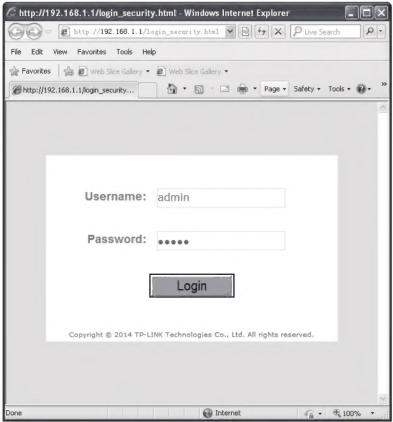 http://192.168.1.1/login_security.html - Windows Internet Explorer
http://192.168.1.1/login_security.html
Live Search
File Edit View Favorites Tools Help
Favorites Web Slice Gallery Web Slice Gallery
http://192.168.1.1/login_security... Page Safety Tools
Username: admin
Password: •••••
Login
Copyright © 2014 TP-LINK Technologies Co., Ltd. All rights reserved.
Done Internet 100%